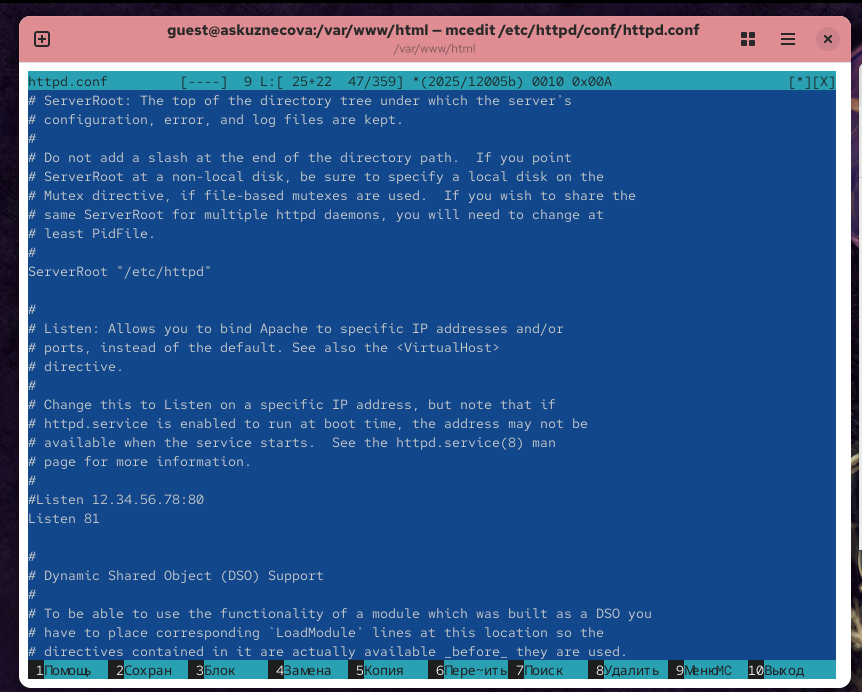 guest@askuznecova:/var/www/html — mcedit /etc/httpd/conf/httpd.conf
/var/www/html
httpd.conf         [----]  9 L:[ 25+22  47/359] *(2025/12005b) 0010 0x00A                      [*][X]
# ServerRoot: The top of the directory tree under which the server's
# configuration, error, and log files are kept.
#
# Do not add a slash at the end of the directory path.  If you point
# ServerRoot at a non-local disk, be sure to specify a local disk on the
# Mutex directive, if file-based mutexes are used.  If you wish to share the
# same ServerRoot for multiple httpd daemons, you will need to change at
# least PidFile.
#
ServerRoot "/etc/httpd"

#
# Listen: Allows you to bind Apache to specific IP addresses and/or
# ports, instead of the default. See also the <VirtualHost>
# directive.
#
# Change this to Listen on a specific IP address, but note that if
# httpd.service is enabled to run at boot time, the address may not be
# available when the service starts.  See the httpd.service(8) man
# page for more information.
#
#Listen 12.34.56.78:80
Listen 81

#
# Dynamic Shared Object (DSO) Support
#
# To be able to use the functionality of a module which was built as a DSO you
# have to place corresponding `LoadModule' lines at this location so the
# directives contained in it are actually available _before_ they are used.
1Помощь 2Сохран 3Блок 4Замена 5Копия 6Пере~ить 7Поиск 8Удалить 9МенюMC 10Выход